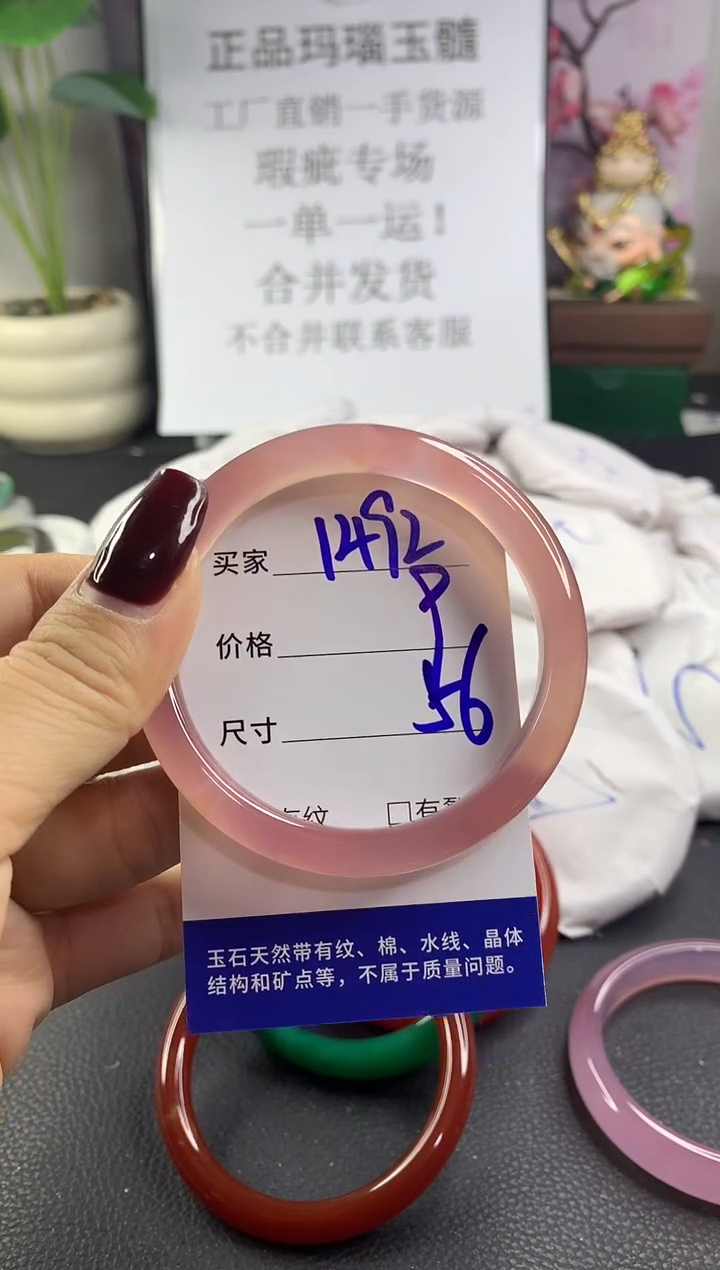 正品玛瑙玉髓
工厂直销一手货源
瑕疵专场
一单一运！
合并发货
不合并联系客服
买家 1492
价格
尺寸 56
纹 □有
玉石天然带有纹、棉、水线、晶体
结构和矿点等，不属于质量问题。